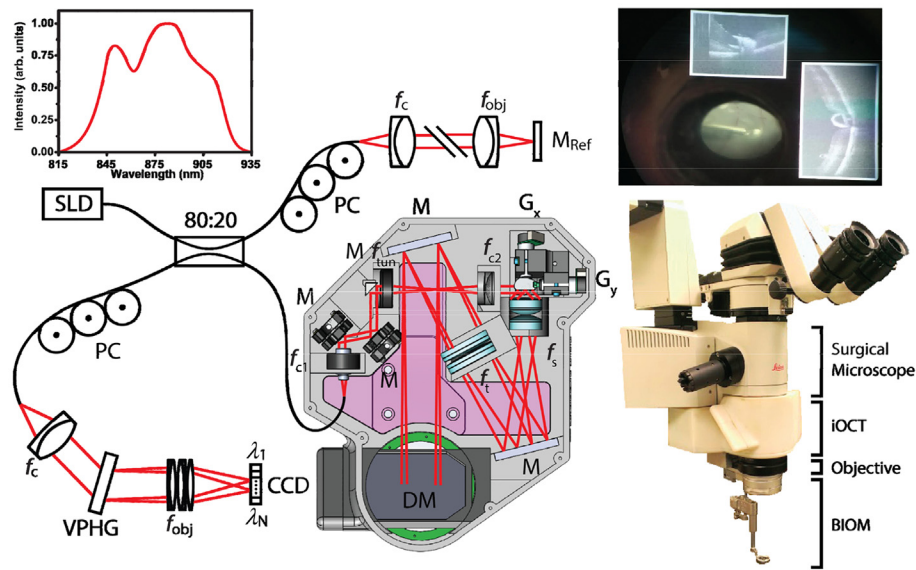 Intensity (arb. units)
1.00
0.75
0.50
0.25
0.00
815
845
875
905
935
Wavelength (nm)
SLD
80:20
PC
f_c
f_obj
M_Ref
PC
f_c
VPHG
f_obj
λ_1
λ_N
CCD
M
M
f_tun
f_c2
G_x
G_y
M
f_c1
M
f_t
f_s
M
DM
Surgical
Microscope
iOCT
Objective
BIOM
Leica